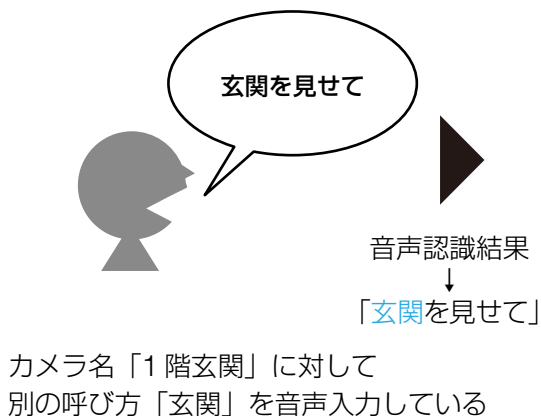 玄関を見せて
音声認識結果
↓
「玄関を見せて」
カメラ名「1階玄関」に対して
別の呼び方「玄関」を音声入力している